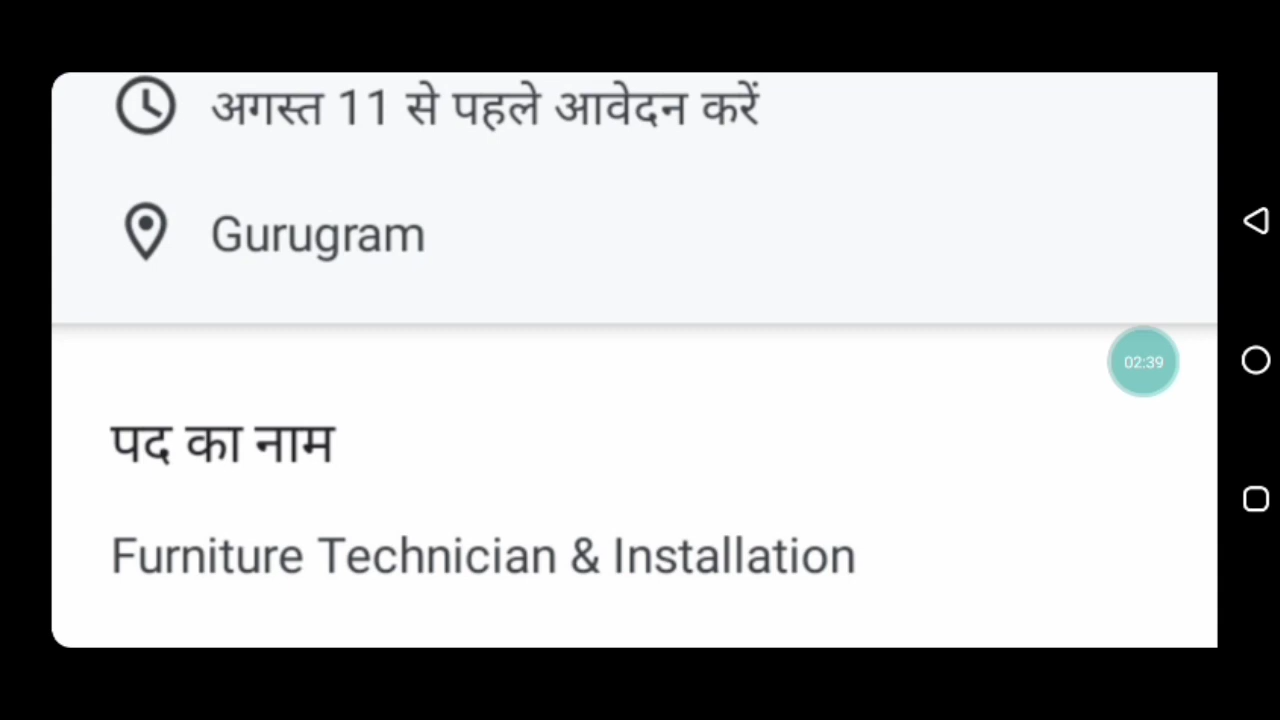 अगस्त 11 से पहले आवेदन करें
Gurugram
02:39
पद का नाम
Furniture Technician & Installation